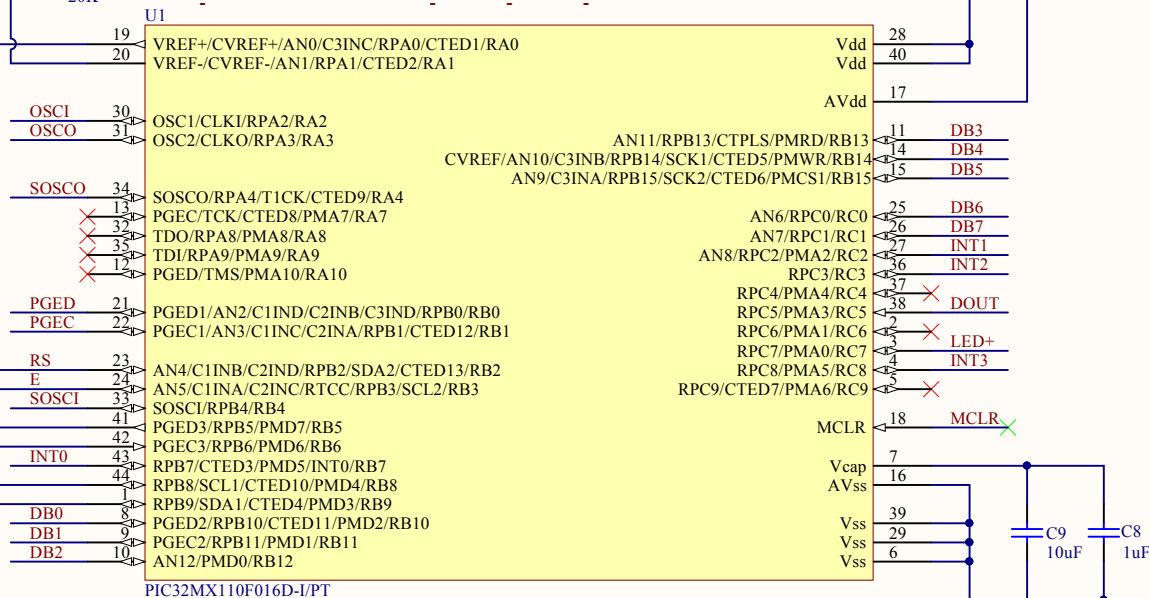 U1
19 VREF+/CVREF+/AN0/C3INC/RPA0/CTED1/RA0 Vdd 28
20 VREF-/CVREF-/AN1/RPA1/CTED2/RA1 Vdd 40
AVdd 17
OSCI 30 OSC1/CLKI/RPA2/RA2
OSCO 31 OSC2/CLKO/RPA3/RA3 AN11/RPB13/CTPLS/PMRD/RB13 11 DB3
CVREF/AN10/C3INB/RPB14/SCK1/CTED5/PMWR/RB14 14 DB4
AN9/C3INA/RPB15/SCK2/CTED6/PMCS1/RB15 15 DB5
SOSCO 34 SOSCO/RPA4/T1CK/CTED9/RA4
13 PGEC/TCK/CTED8/PMA7/RA7 AN6/RPC0/RC0 25 DB6
32 TDO/RPA8/PMA8/RA8 AN7/RPC1/RC1 26 DB7
35 TDI/RPA9/PMA9/RA9 AN8/RPC2/PMA2/RC2 27 INT1
12 PGED/TMS/PMA10/RA10 RPC3/RC3 36 INT2
RPC4/PMA4/RC4 37
PGED 21 PGED1/AN2/C1IND/C2INB/C3IND/RPB0/RB0 RPC5/PMA3/RC5 38 DOUT
PGEC 22 PGEC1/AN3/C1INC/C2INA/RPB1/CTED12/RB1 RPC6/PMA1/RC6 2
RPC7/PMA0/RC7 3 LED+
RS 23 AN4/C1INB/C2IND/RPB2/SDA2/CTED13/RB2 RPC8/PMA5/RC8 4 INT3
E 24 AN5/C1INA/C2INC/RTCC/RPB3/SCL2/RB3 RPC9/CTED7/PMA6/RC9 5
SOSCI 33 SOSCI/RPB4/RB4
41 PGED3/RPB5/PMD7/RB5 MCLR 18 MCLR
42 PGEC3/RPB6/PMD6/RB6
INT0 43 RPB7/CTED3/PMD5/INT0/RB7 Vcap 7
44 RPB8/SCL1/CTED10/PMD4/RB8 AVss 16
1 RPB9/SDA1/CTED4/PMD3/RB9
DB0 8 PGED2/RPB10/CTED11/PMD2/RB10 Vss 39
DB1 9 PGEC2/RPB11/PMD1/RB11 Vss 29 C9 C8
DB2 10 AN12/PMD0/RB12 Vss 6 10uF 1uF
PIC32MX110F016D-I/PT